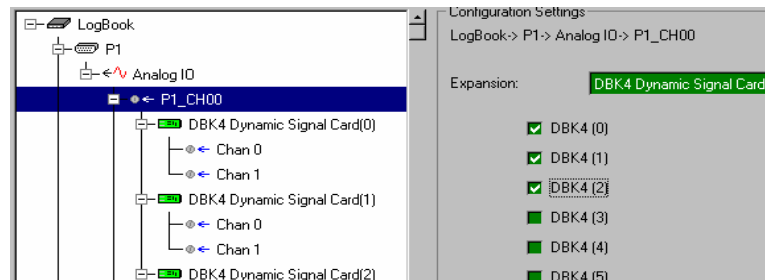 LogBook
P1
Analog IO
P1_CH00
DBK4 Dynamic Signal Card(0)
Chan 0
Chan 1
DBK4 Dynamic Signal Card(1)
Chan 0
Chan 1
DBK4 Dynamic Signal Card(2)
Configuration Settings
LogBook-> P1-> Analog IO-> P1_CH00
Expansion:
DBK4 Dynamic Signal Card
DBK4 (0)
DBK4 (1)
DBK4 (2)
DBK4 (3)
DBK4 (4)
DBK4 (5)